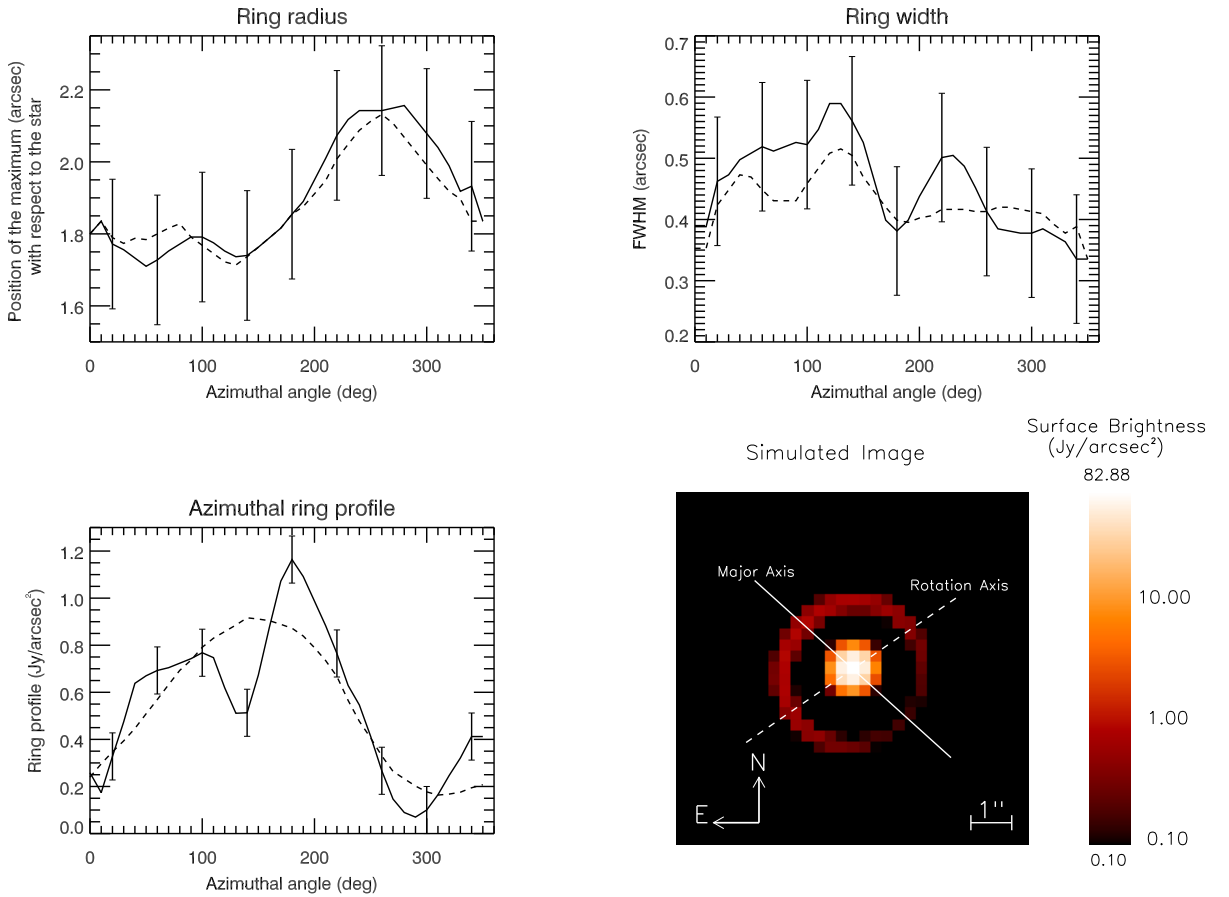 Ring radius
Position of the maximum (arcsec)
with respect to the star
2.2
2.0
1.8
1.6
0 100 200 300
Azimuthal angle (deg)
Ring width
FWHM (arcsec)
0.7
0.6
0.5
0.4
0.3
0.2
0 100 200 300
Azimuthal angle (deg)
Azimuthal ring profile
Ring profile (Jy/arcsec²)
1.2
1.0
0.8
0.6
0.4
0.2
0.0
0 100 200 300
Azimuthal angle (deg)
Simulated Image
Surface Brightness
(Jy/arcsec²)
82.88
Major Axis
Rotation Axis
N
E
1''
10.00
1.00
0.10
0.10